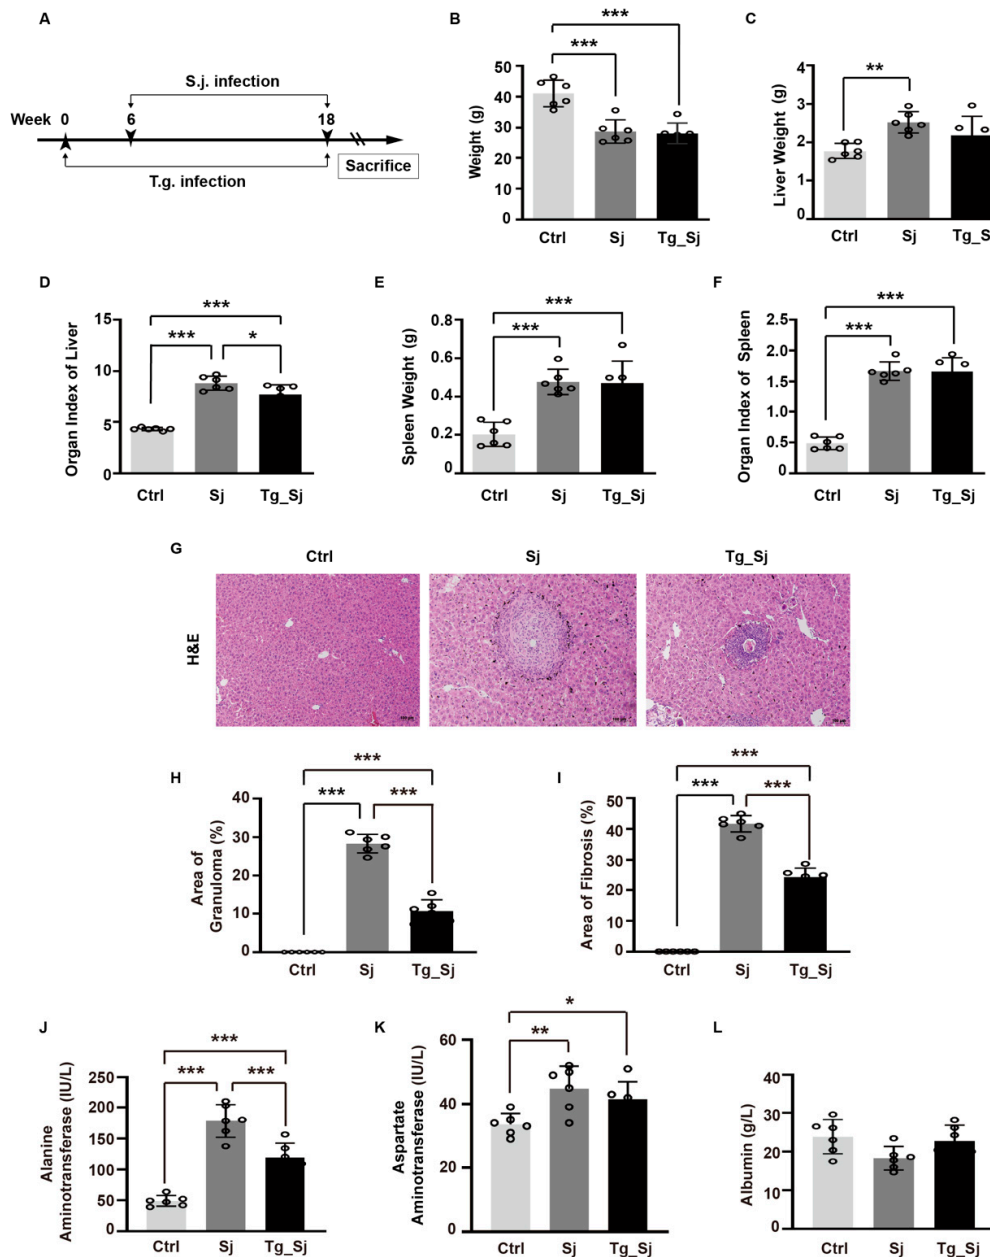 A
S.j. infection
Week 0 6 18
Sacrifice
T.g. infection
B
***
***
Weight (g)
50
40
30
20
10
0
Ctrl Sj Tg_Sj
C
**
Liver Weight (g)
4
3
2
1
0
Ctrl Sj Tg_S
D
***
*** *
Organ Index of Liver
15
10
5
0
Ctrl Sj Tg_Sj
E
***
***
Spleen Weight (g)
0.8
0.6
0.4
0.2
0.0
Ctrl Sj Tg_Sj
F
***
***
Organ Index of Spleen
2.5
2.0
1.5
1.0
0.5
0.0
Ctrl Sj Tg_Sj
G
Ctrl Sj Tg_Sj
H&E
H
***
*** ***
Area of
Granuloma (%)
40
30
20
10
0
Ctrl Sj Tg_Sj
I
***
*** ***
Area of Fibrosis (%)
50
40
30
20
10
0
Ctrl Sj Tg_Sj
J
***
*** ***
Alanine
Aminotransferase (IU/L)
250
200
150
100
50
0
Ctrl Sj Tg_Sj
K
*
**
Aspartate
Aminotransferase (IU/L)
60
40
20
0
Ctrl Sj Tg_Sj
L
Albumin (g/L)
40
30
20
10
0
Ctrl Sj Tg_Sj